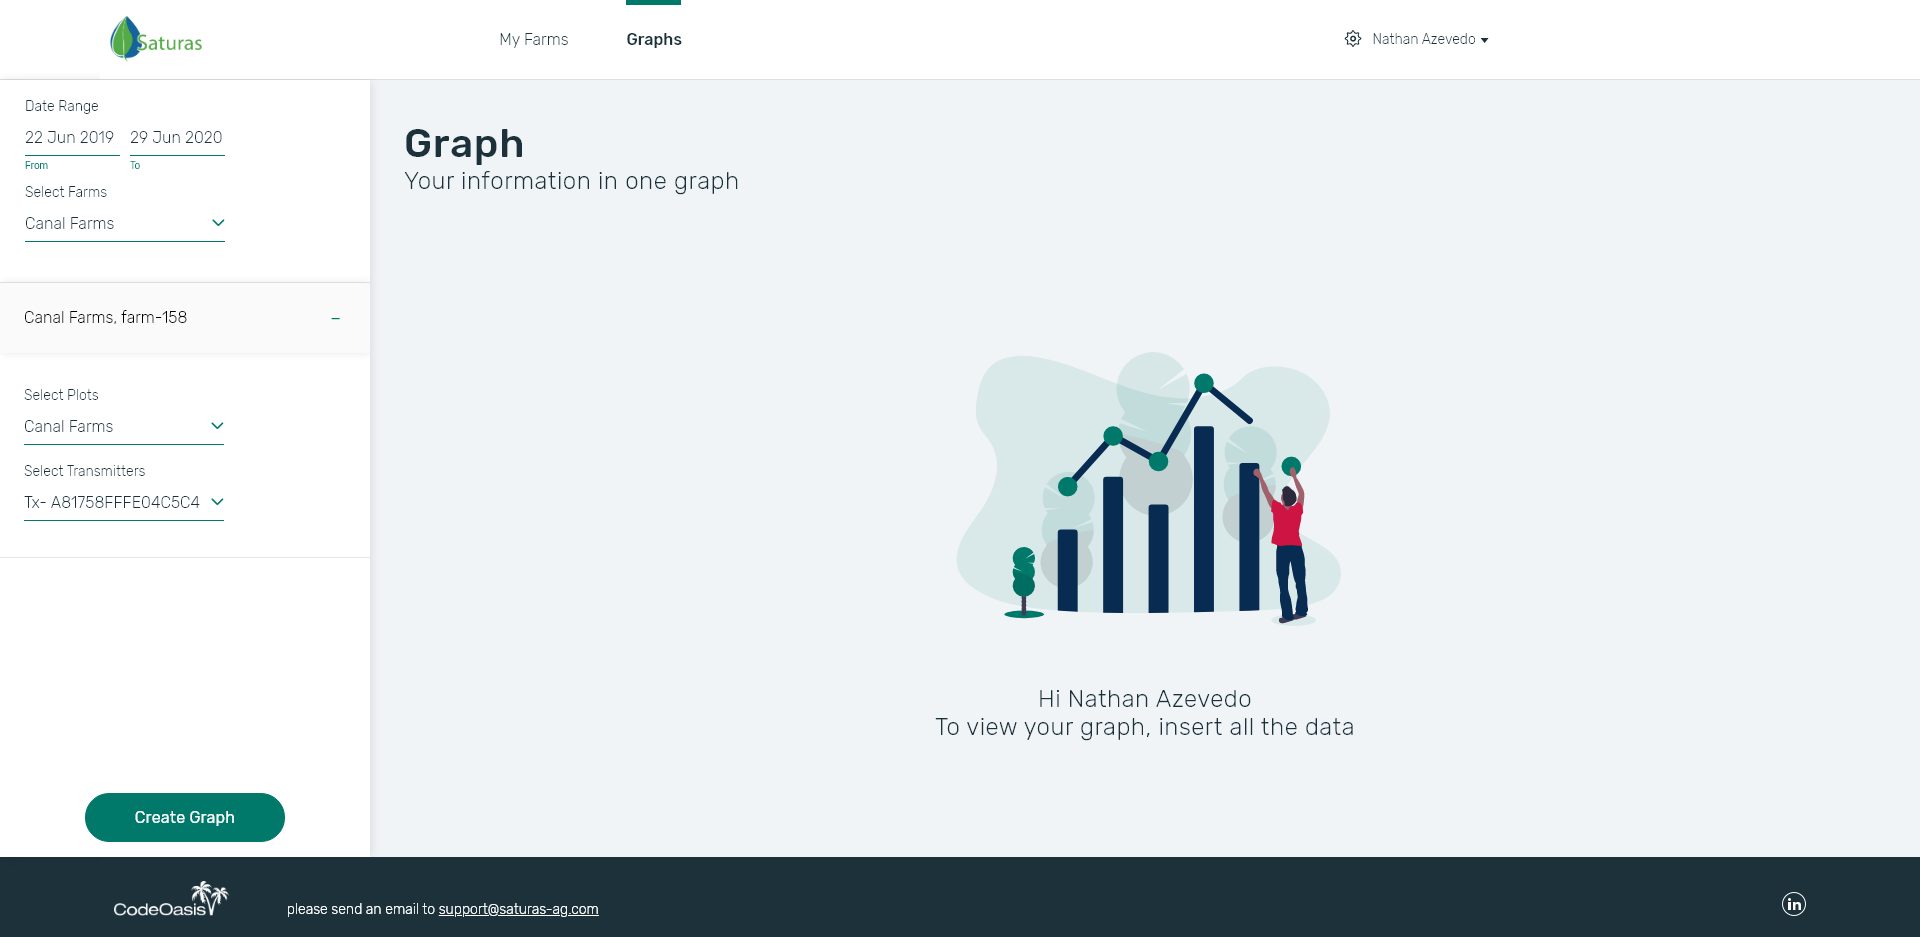 Saturas
My Farms
Graphs
Nathan Azevedo
Date Range
22 Jun 2019
29 Jun 2020
From
To
Select Farms
Canal Farms
Canal Farms, farm-158
Select Plots
Canal Farms
Select Transmitters
Tx- A81758FFFE04C5C4
Create Graph
Graph
Your information in one graph
Hi Nathan Azevedo
To view your graph, insert all the data
CodeOasis
please send an email to support@saturas-ag.com
in